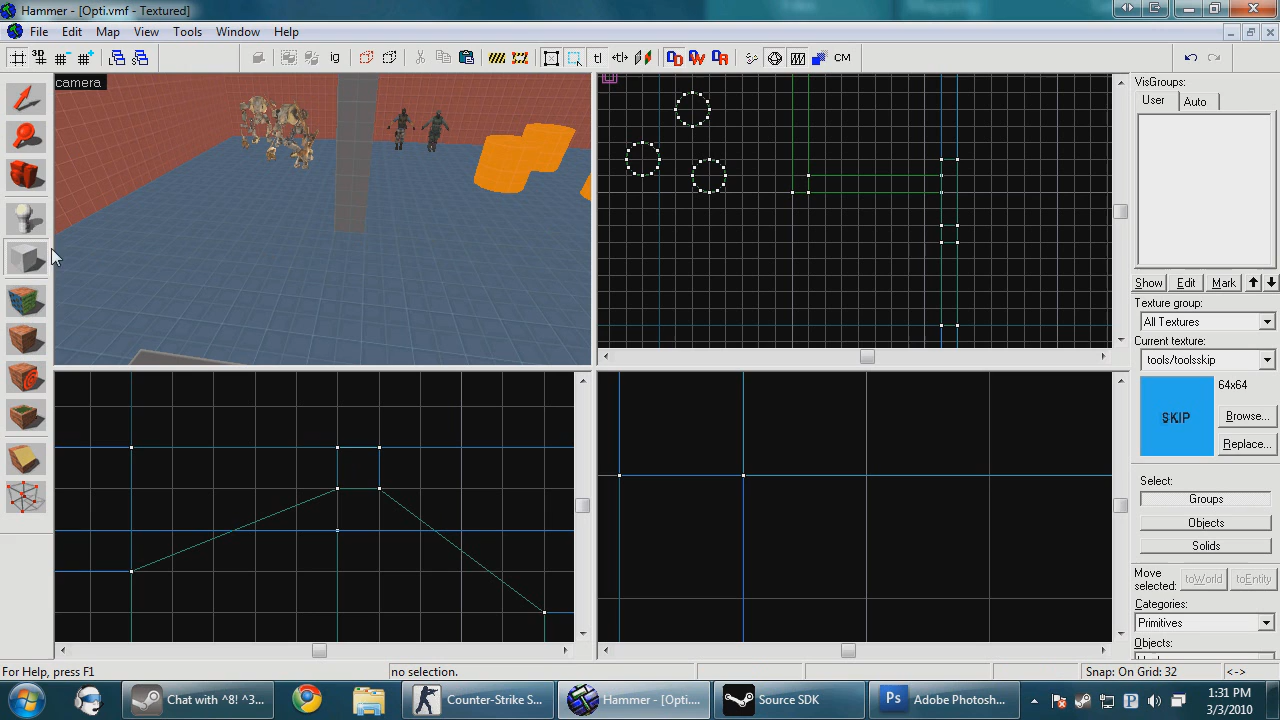 Hammer - [Opti.vmf - Textured]
File Edit Map View Tools Window Help
3D
iG
CM
camera
VisGroups:
User Auto
Show Edit Mark
Texture group:
All Textures
Current texture:
tools/toolsskip
SKIP
64x64
Browse...
Replace...
Select:
Groups
Objects
Solids
Move
selected:
toWorld toEntity
Categories:
Primitives
Objects:
For Help, press F1
no selection.
Snap: On Grid: 32
<->
Chat with ^8! ^3...
Counter-Strike S...
Hammer - [Opti....
Source SDK
Ps
Adobe Photosh...
P
1:31 PM
3/3/2010